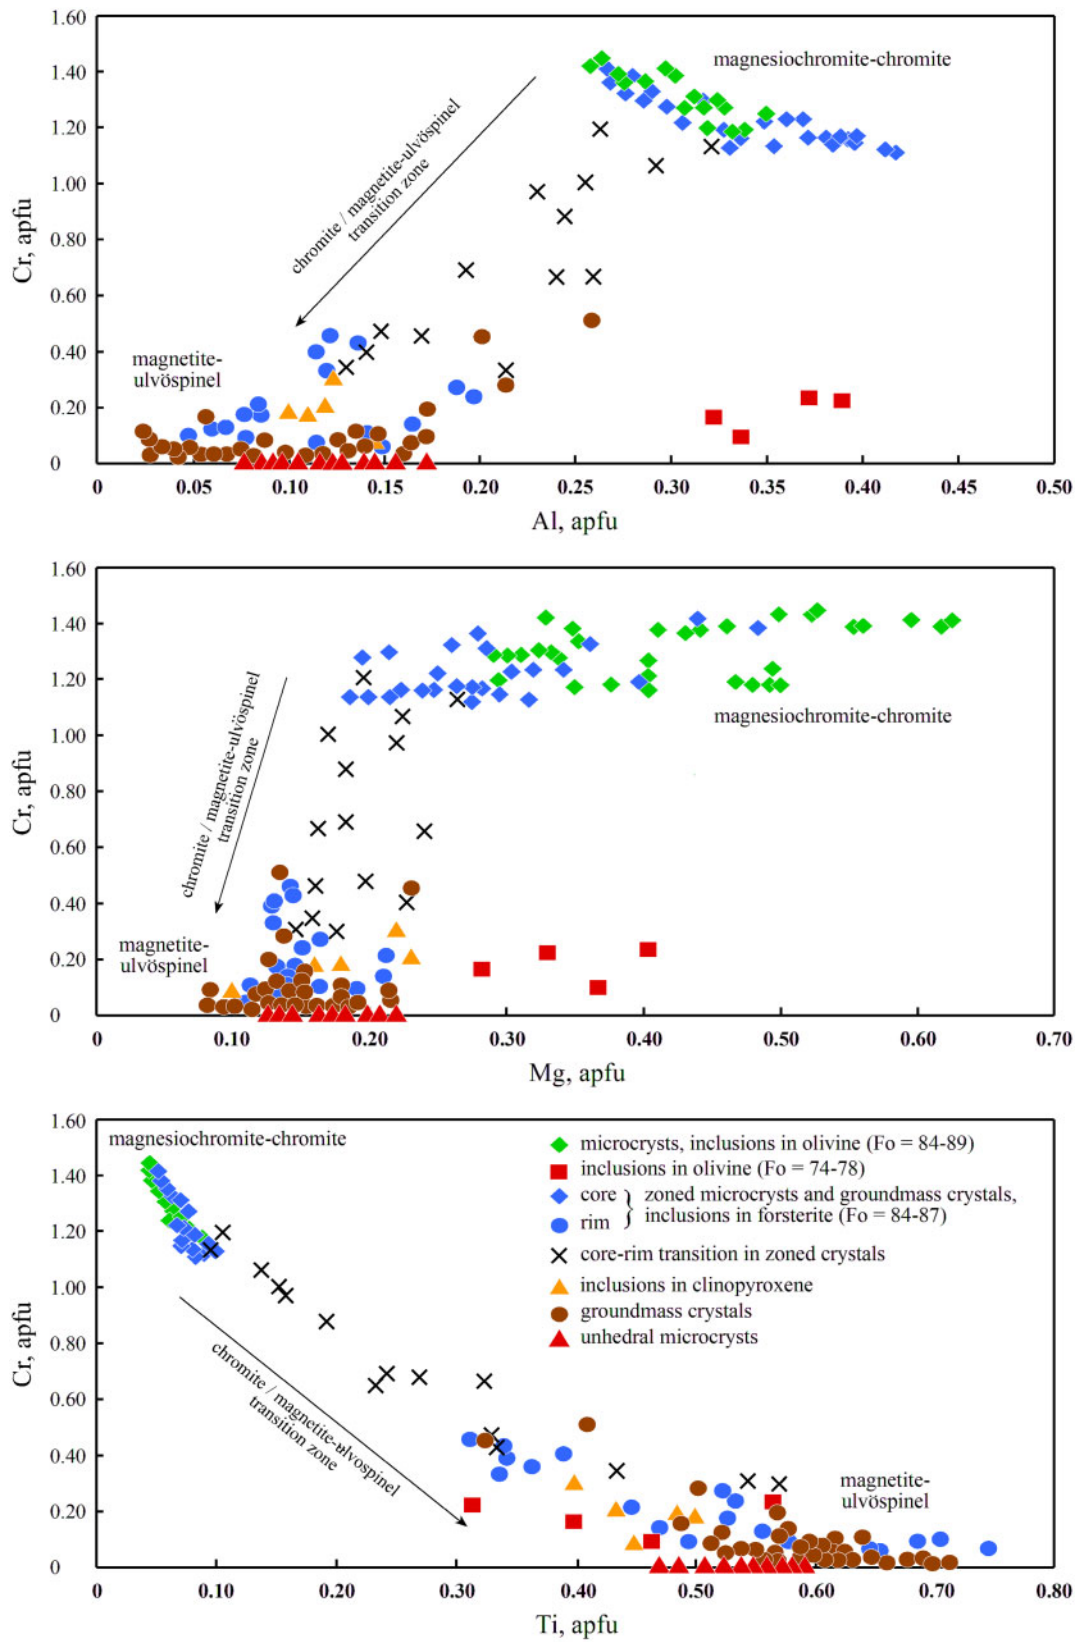 1.60
1.40
1.20
1.00
0.80
0.60
0.40
0.20
0
Cr, apfu
magnesiochromite-chromite
chromite / magnetite-ulvöspinel
transition zone
magnetite-
ulvöspinel
0 0.05 0.10 0.15 0.20 0.25 0.30 0.35 0.40 0.45 0.50
Al, apfu
1.60
1.40
1.20
1.00
0.80
0.60
0.40
0.20
0
Cr, apfu
chromite / magnetite-ulvöspinel
transition zone
magnesiochromite-chromite
magnetite-
ulvöspinel
0 0.10 0.20 0.30 0.40 0.50 0.60 0.70
Mg, apfu
1.60
1.40
1.20
1.00
0.80
0.60
0.40
0.20
0
Cr, apfu
magnesiochromite-chromite
microcrysts, inclusions in olivine (Fo = 84-89)
inclusions in olivine (Fo = 74-78)
core } zoned microcrysts and groundmass crystals,
rim inclusions in forsterite (Fo = 84-87)
core-rim transition in zoned crystals
inclusions in clinopyroxene
groundmass crystals
unhedral microcrysts
chromite / magnetite-ulvospinel
transition zone
magnetite-
ulvöspinel
0 0.10 0.20 0.30 0.40 0.50 0.60 0.70 0.80
Ti, apfu